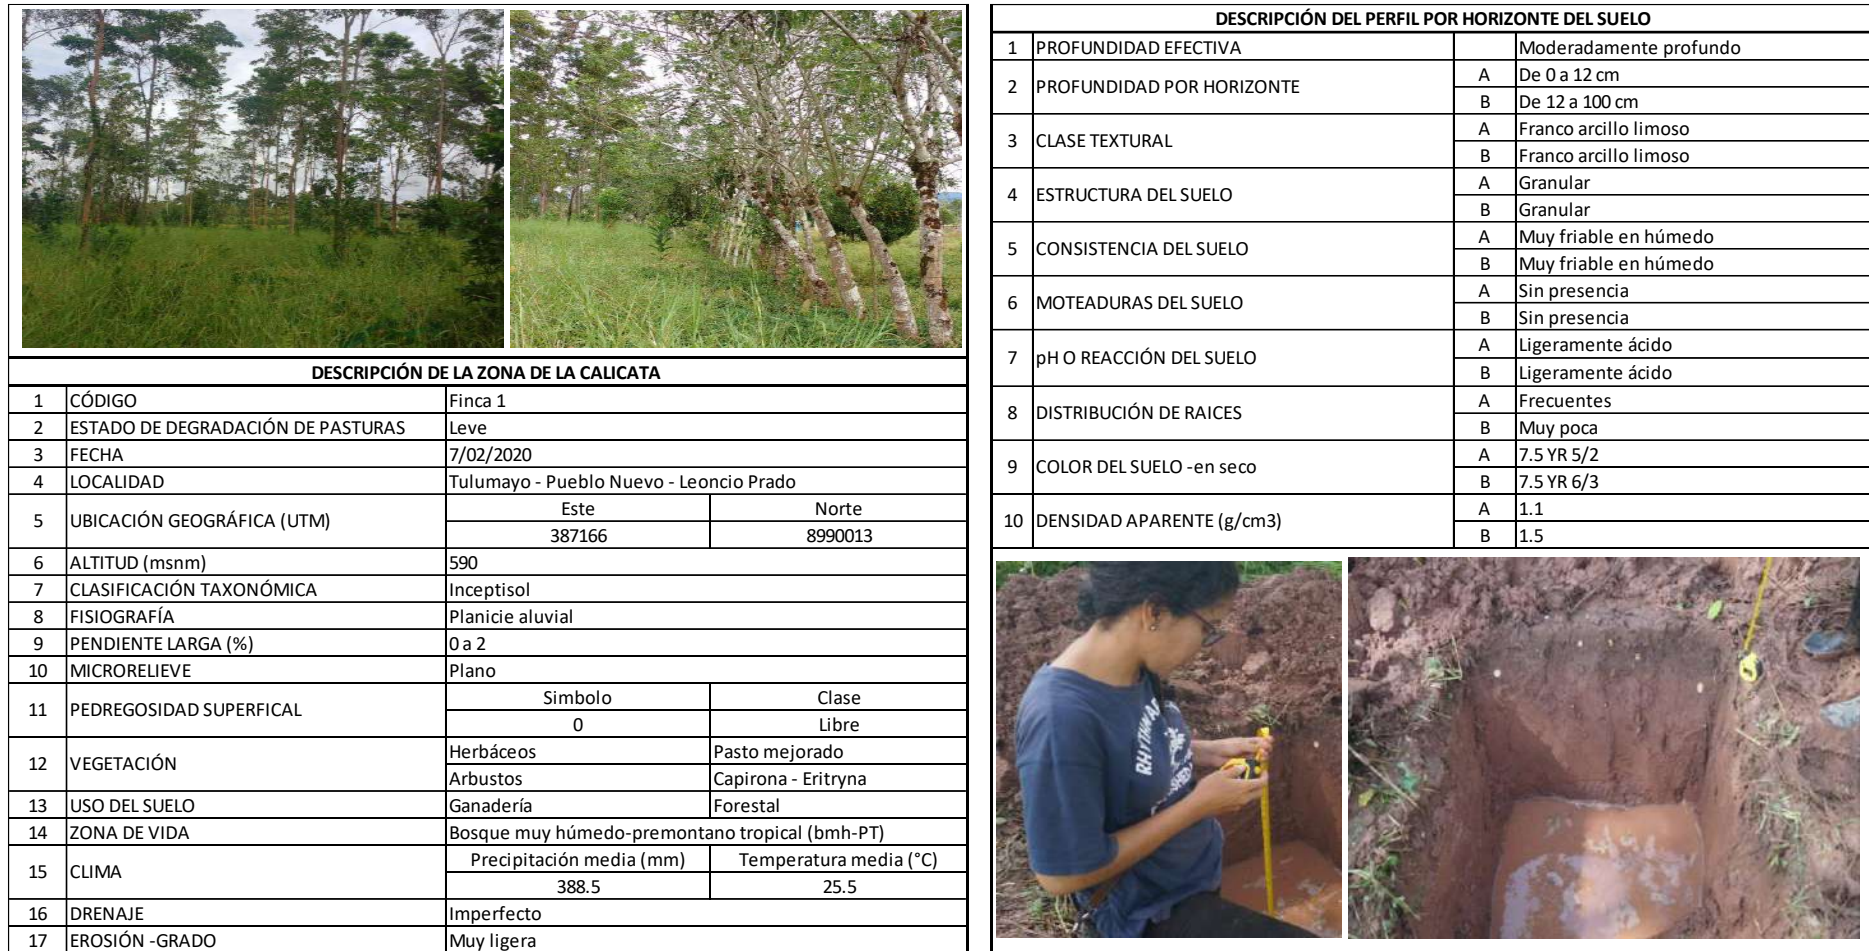 DESCRIPCIÓN DE LA ZONA DE LA CALICATA
1 CÓDIGO Finca 1
2 ESTADO DE DEGRADACIÓN DE PASTURAS Leve
3 FECHA 7/02/2020
4 LOCALIDAD Tulumayo - Pueblo Nuevo - Leoncio Prado
5 UBICACIÓN GEOGRÁFICA (UTM) Este Norte
387166 8990013
6 ALTITUD (msnm) 590
7 CLASIFICACIÓN TAXONÓMICA Inceptisol
8 FISIOGRAFÍA Planicie aluvial
9 PENDIENTE LARGA (%) 0 a 2
10 MICRORELIEVE Plano
11 PEDREGOSIDAD SUPERFICAL Simbolo Clase
0 Libre
12 VEGETACIÓN Herbáceos Pasto mejorado
Arbustos Capirona - Eritryna
13 USO DEL SUELO Ganadería Forestal
14 ZONA DE VIDA Bosque muy húmedo-premontano tropical (bmh-PT)
15 CLIMA Precipitación media (mm) Temperatura media (°C)
388.5 25.5
16 DRENAJE Imperfecto
17 EROSIÓN -GRADO Muy ligera
DESCRIPCIÓN DEL PERFIL POR HORIZONTE DEL SUELO
1 PROFUNDIDAD EFECTIVA Moderadamente profundo
2 PROFUNDIDAD POR HORIZONTE A De 0 a 12 cm
B De 12 a 100 cm
3 CLASE TEXTURAL A Franco arcillo limoso
B Franco arcillo limoso
4 ESTRUCTURA DEL SUELO A Granular
B Granular
5 CONSISTENCIA DEL SUELO A Muy friable en húmedo
B Muy friable en húmedo
6 MOTEADURAS DEL SUELO A Sin presencia
B Sin presencia
7 pH O REACCIÓN DEL SUELO A Ligeramente ácido
B Ligeramente ácido
8 DISTRIBUCIÓN DE RAICES A Frecuentes
B Muy poca
9 COLOR DEL SUELO -en seco A 7.5 YR 5/2
B 7.5 YR 6/3
10 DENSIDAD APARENTE (g/cm3) A 1.1
B 1.5